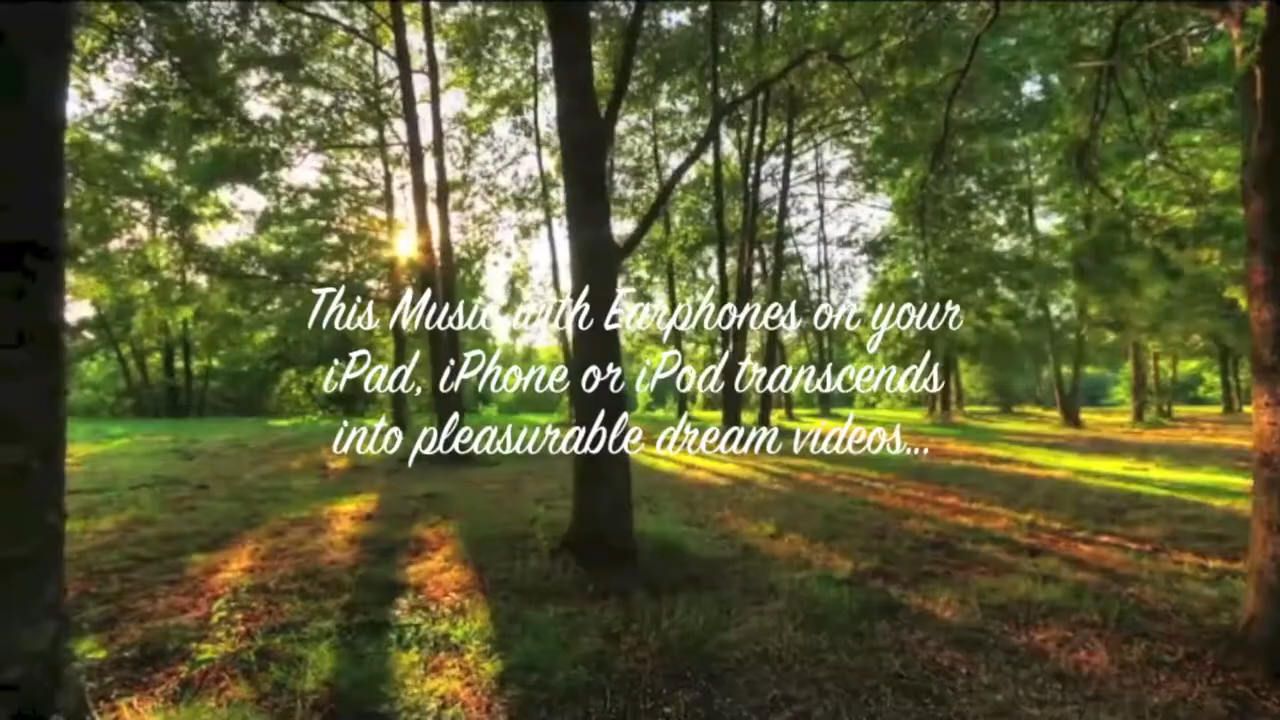 This Music with Earphones on your
iPad, iPhone or iPod transcends
into pleasurable dream videos...